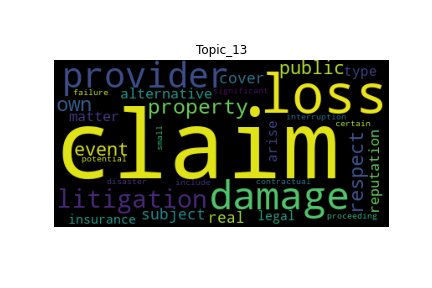 Topic_13
provider
loss
public
type
cover
failure
alternative
significant
own
property
matter
claim
interruption
certain
event
potential
small
arise
respect
reputation
litigation
damage
disaster
include
contractual
insurance
subject
real
legal
proceeding